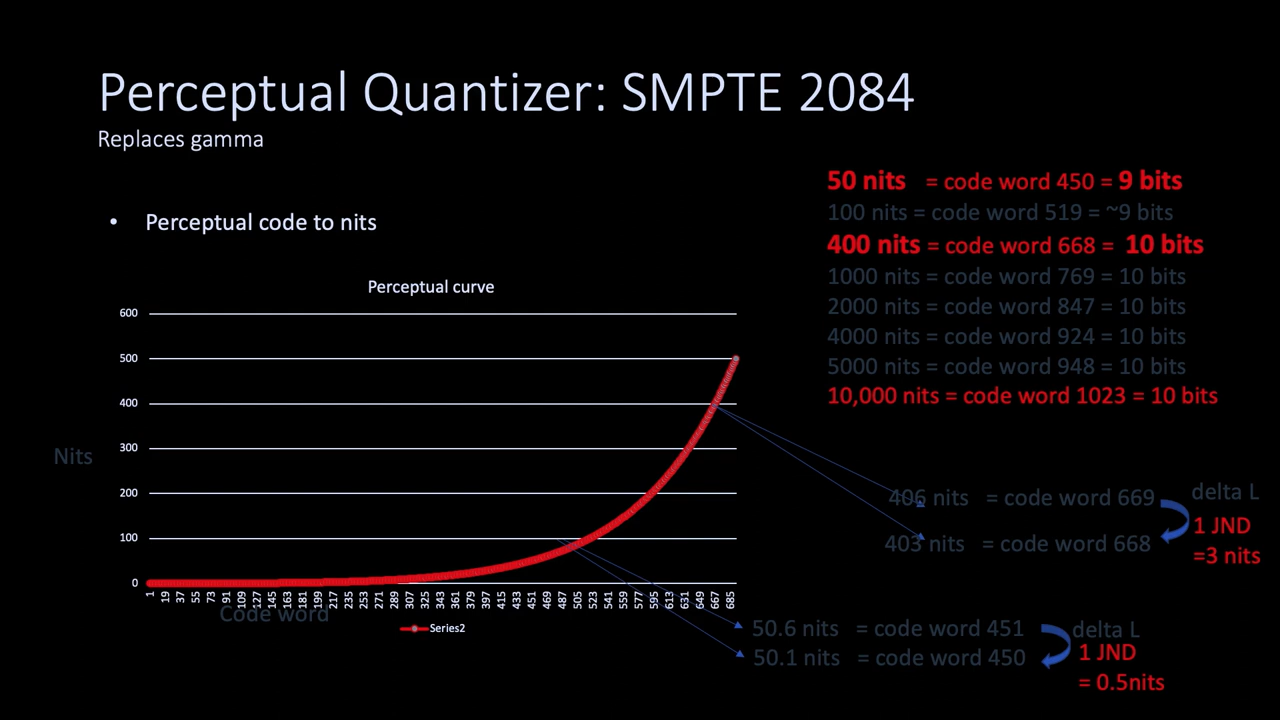 Perceptual Quantizer: SMPTE 2084
Replaces gamma
• Perceptual code to nits
50 nits = code word 450 = 9 bits
100 nits = code word 519 = ~9 bits
400 nits = code word 668 = 10 bits
1000 nits = code word 769 = 10 bits
2000 nits = code word 847 = 10 bits
4000 nits = code word 924 = 10 bits
5000 nits = code word 948 = 10 bits
10,000 nits = code word 1023 = 10 bits
Perceptual curve
600
500
400
300
200
100
0
Nits
1 19 37 55 73 91 109 127 145 163 181 199 217 235 253 271 289 307 325 343 361 379 397 415 433 451 469 487 505 523 541 559 577 595 613 631 649 667 685
Code word
Series2
406 nits = code word 669
403 nits = code word 668
delta L
1 JND
=3 nits
50.6 nits = code word 451
50.1 nits = code word 450
delta L
1 JND
= 0.5nits